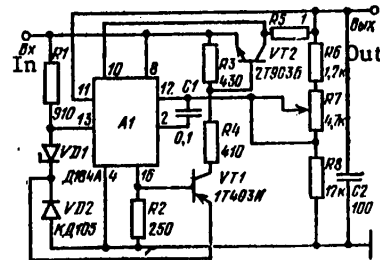 Вх
In
R1
910
10
8
11
12
13
2
4
16
A1
C1
0,1
R3
430
R4
410
R5 1
VT2
2Т903Б
Вых
Out
R6
1,2к
R7
4,7к
R8
17к
C2
100
VD1
Д184А
VD2
КД105
R2
250
VT1
1Т403И